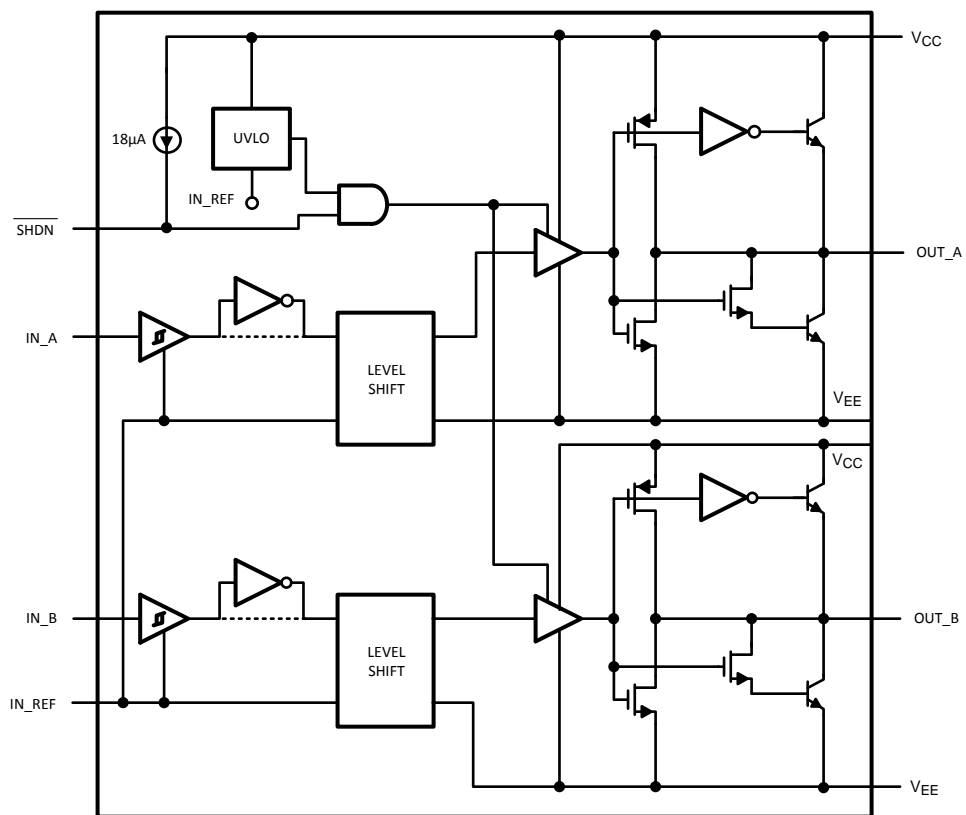 V_CC
18µA
UVLO
IN_REF
SHDN
OUT_A
IN_A
LEVEL
SHIFT
V_EE
V_CC
IN_B
OUT_B
LEVEL
SHIFT
IN_REF
V_EE